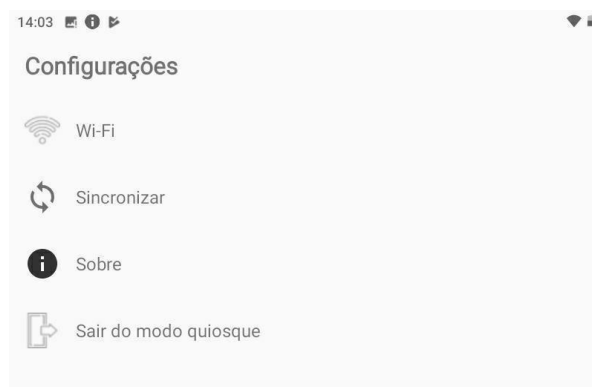 14:03
Configurações
Wi-Fi
Sincronizar
Sobre
Sair do modo quiosque